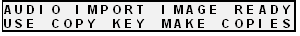 AUDIO IMPORT IMAGE READY
USE COPY KEY MAKE COPIES